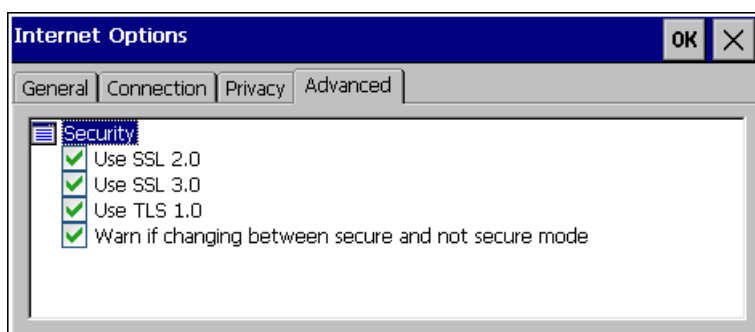 Internet Options OK
General Connection Privacy Advanced
Security
Use SSL 2.0
Use SSL 3.0
Use TLS 1.0
Warn if changing between secure and not secure mode